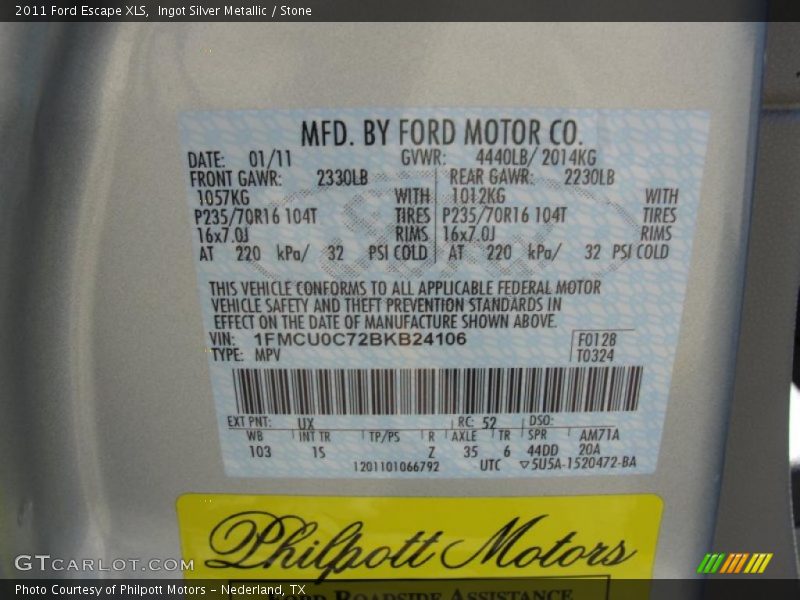 2011 Ford Escape XLS,  Ingot Silver Metallic / Stone
MFD. BY FORD MOTOR CO.
DATE: 01/11 GVWR: 4440LB/ 2014KG
FRONT GAWR: 2330LB REAR GAWR: 2230LB
1057KG WITH 1012KG WITH
P235/70R16 104T TIRES P235/70R16 104T TIRES
16x7.0J RIMS 16x7.0J RIMS
AT 220 kPa/ 32 PSI COLD AT 220 kPa/ 32 PSI COLD
THIS VEHICLE CONFORMS TO ALL APPLICABLE FEDERAL MOTOR
VEHICLE SAFETY AND THEFT PREVENTION STANDARDS IN
EFFECT ON THE DATE OF MANUFACTURE SHOWN ABOVE.
VIN: 1FMCU0C72BKB24106 F0128
TYPE: MPV T0324
EXT PNT: UX RC: 52 DSO:
WB INT TR TP/PS R AXLE TR SPR AM71A
103 1S Z 35 6 44DD 20A
1201101066792 UTC ▽5U5A-1520472-BA
Philpott Motors
FORD ROADSIDE ASSISTANCE
GTCARLOT.COM
Photo Courtesy of Philpott Motors - Nederland, TX